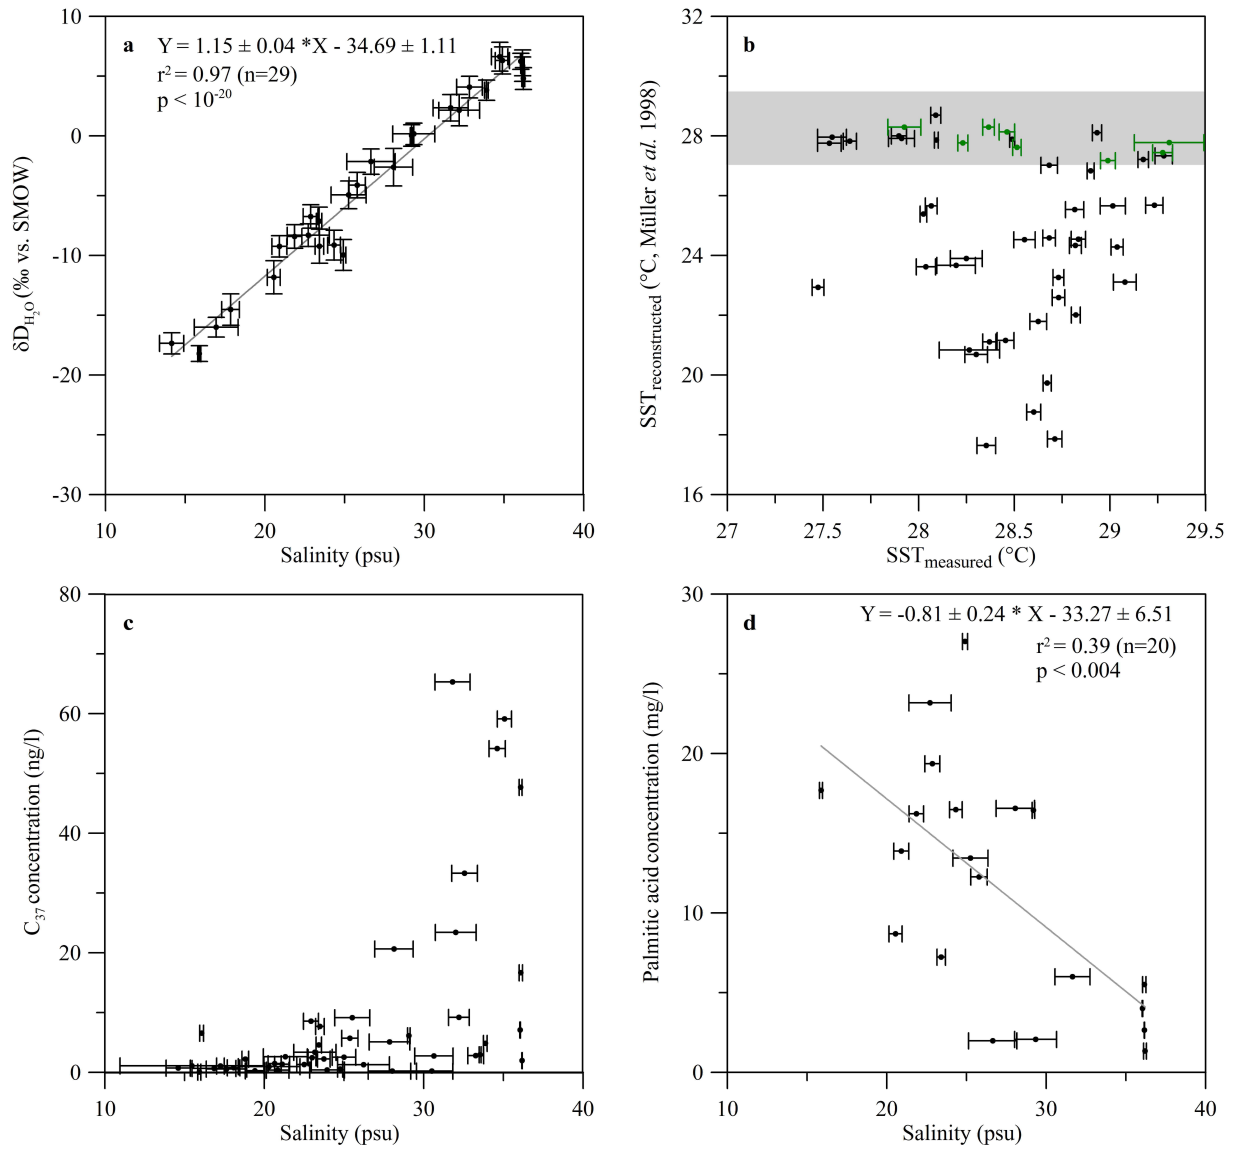 a
Y = 1.15 ± 0.04 *X - 34.69 ± 1.11
r² = 0.97 (n=29)
p < 10⁻²⁰
10
0
-10
-20
-30
δD_H₂O (‰ vs. SMOW)
10 20 30 40
Salinity (psu)
b
32
28
24
20
16
SST_reconstructed (°C, Müller et al. 1998)
27 27.5 28 28.5 29 29.5
SST_measured (°C)
c
80
60
40
20
0
C₃₇ concentration (ng/l)
10 20 30 40
Salinity (psu)
d
Y = -0.81 ± 0.24 * X - 33.27 ± 6.51
r² = 0.39 (n=20)
p < 0.004
30
20
10
0
Palmitic acid concentration (mg/l)
10 20 30 40
Salinity (psu)